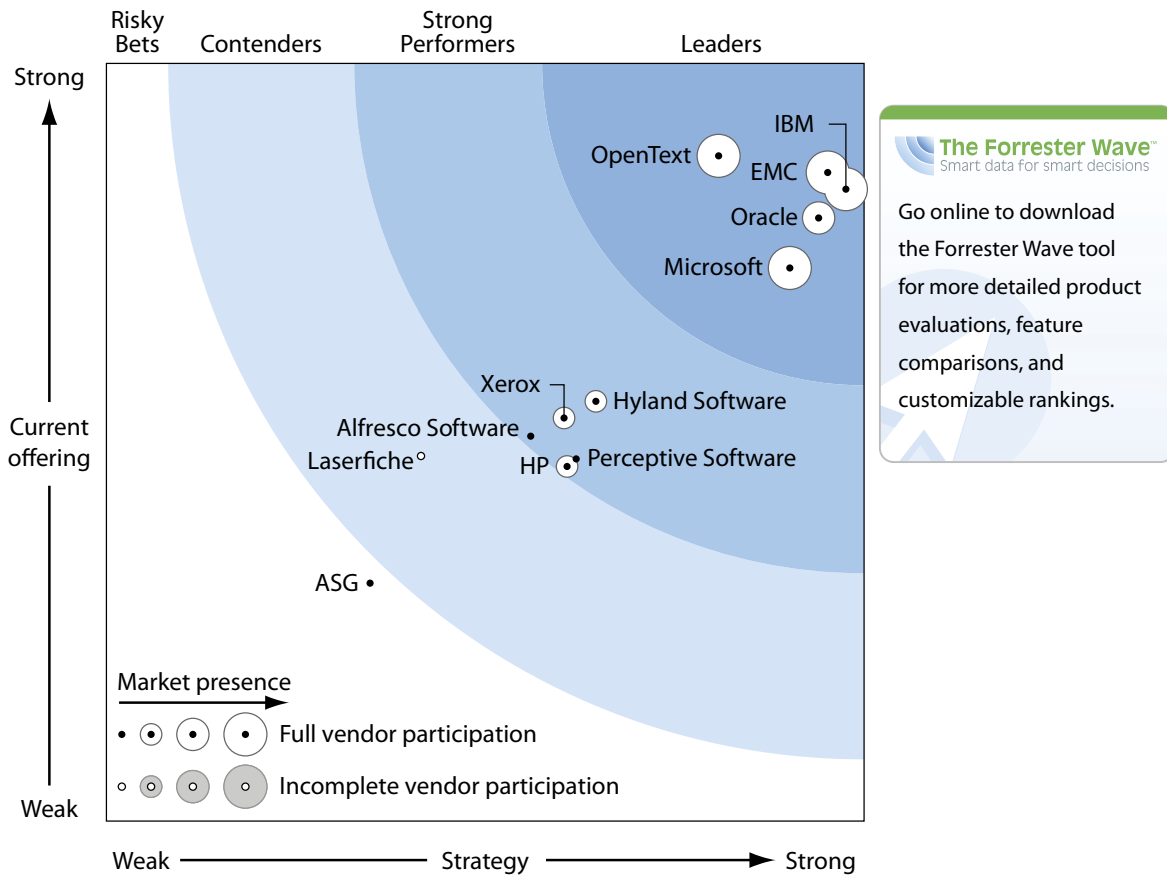 Risky
Bets
Contenders
Strong
Performers
Leaders
Strong
Current
offering
Weak
IBM
OpenText
EMC
Oracle
Microsoft
Xerox
Hyland Software
Alfresco Software
Laserfiche
HP
Perceptive Software
ASG
Market presence
Full vendor participation
Incomplete vendor participation
Weak
Strategy
Strong
The Forrester Wave™
Smart data for smart decisions
Go online to download
the Forrester Wave tool
for more detailed product
evaluations, feature
comparisons, and
customizable rankings.